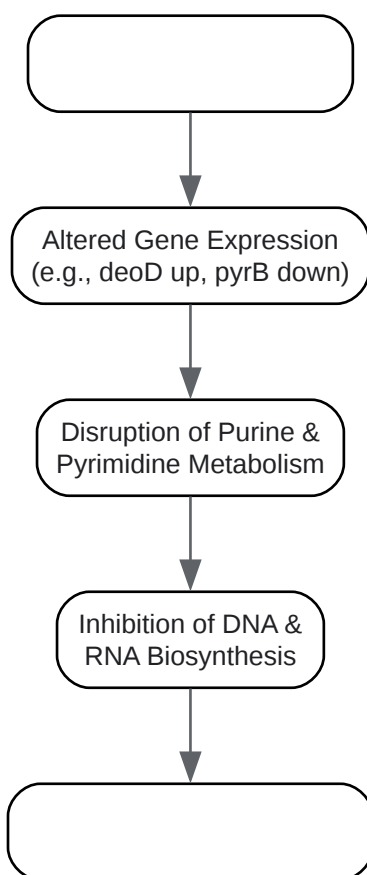 Altered Gene Expression
(e.g., deoD up, pyrB down)
Disruption of Purine &
Pyrimidine Metabolism
Inhibition of DNA &
RNA Biosynthesis